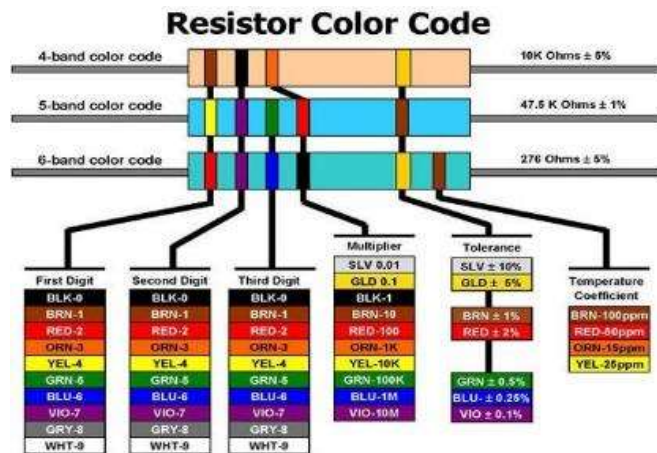 Resistor Color Code
4-band color code
10K Ohms ± 5%
5-band color code
47.5 K Ohms ± 1%
6-band color code
276 Ohms ± 5%
First Digit
BLK-0
BRN-1
RED-2
ORN-3
YEL-4
GRN-5
BLU-6
VIO-7
GRY-8
WHT-9
Second Digit
BLK-0
BRN-1
RED-2
ORN-3
YEL-4
GRN-5
BLU-6
VIO-7
GRY-8
WHT-9
Third Digit
BLK-0
BRN-1
RED-2
ORN-3
YEL-4
GRN-5
BLU-6
VIO-7
GRY-8
WHT-9
Multiplier
SLV 0.01
GLD 0.1
BLK-1
BRN-10
RED-100
ORN-1K
YEL-10K
GRN-100K
BLU-1M
VIO-10M
Tolerance
SLV ± 10%
GLD ± 5%
BRN ± 1%
RED ± 2%
GRN ± 0.5%
BLU- ± 0.25%
VIO ± 0.1%
Temperature
Coefficient
BRN-100ppm
RED-50ppm
ORN-15ppm
YEL-25ppm